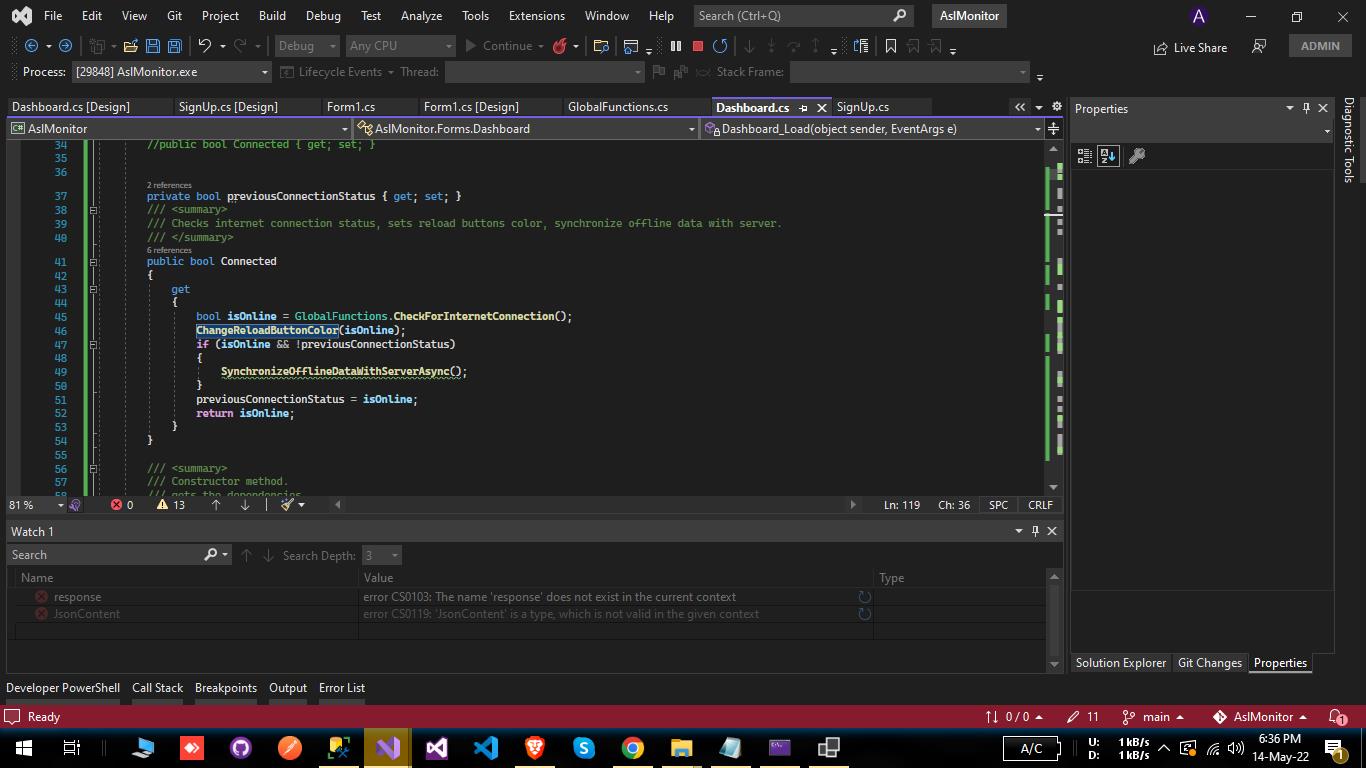 File Edit View Git Project Build Debug Test Analyze Tools Extensions Window Help Search (Ctrl+Q) AslMonitor A
Debug Any CPU Continue Live Share ADMIN
Process: [29848] AslMonitor.exe Lifecycle Events Thread: Stack Frame:
Dashboard.cs [Design] SignUp.cs [Design] Form1.cs Form1.cs [Design] GlobalFunctions.cs Dashboard.cs SignUp.cs Properties
C# AslMonitor AslMonitor.Forms.Dashboard Dashboard_Load(object sender, EventArgs e)
Diagnostic Tools
34 //public bool Connected { get; set; }
35
36
2 references
37 private bool previousConnectionStatus { get; set; }
38 /// <summary>
39 /// Checks internet connection status, sets reload buttons color, synchronize offline data with server.
40 /// </summary>
6 references
41 public bool Connected
42 {
43 get
44 {
45 bool isOnline = GlobalFunctions.CheckForInternetConnection();
46 ChangeReloadButtonColor(isOnline);
47 if (isOnline && !previousConnectionStatus)
48 {
49 SynchronizeOfflineDataWithServerAsync();
50 }
51 previousConnectionStatus = isOnline;
52 return isOnline;
53 }
54 }
55
56 /// <summary>
57 /// Constructor method.
58 /// gets the dependencies
81 % 0 13 Ln: 119 Ch: 36 SPC CRLF
Watch 1
Search Search Depth: 3
Name Value Type
response error CS0103: The name 'response' does not exist in the current context
JsonContent error CS0119: 'JsonContent' is a type, which is not valid in the given context
Solution Explorer Git Changes Properties
Developer PowerShell Call Stack Breakpoints Output Error List
Ready 0 / 0 11 main AslMonitor 1
A/C U: 1 kB/s 6:36 PM
D: 1 kB/s 14-May-22 1